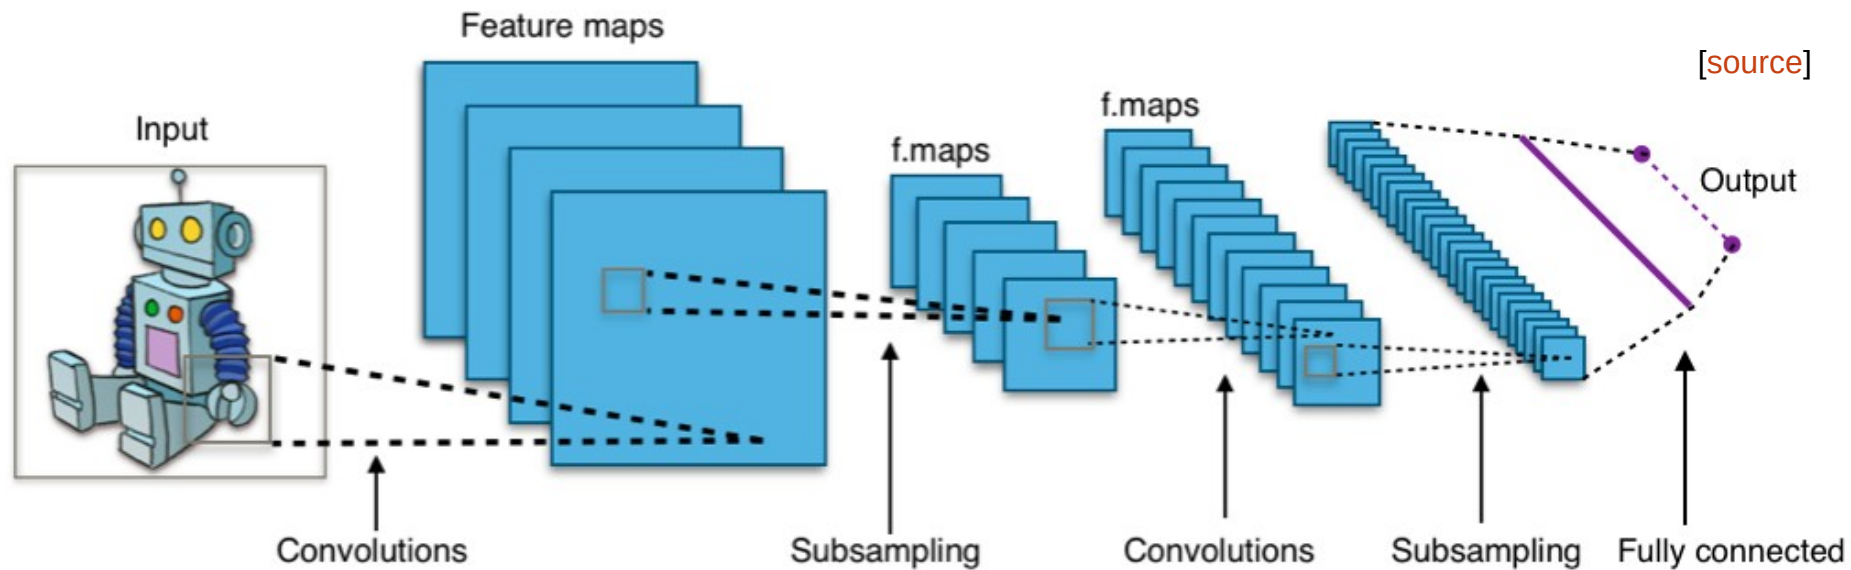 Feature maps
[source]
f.maps
Input
f.maps
Output
Convolutions
Subsampling
Convolutions
Subsampling
Fully connected